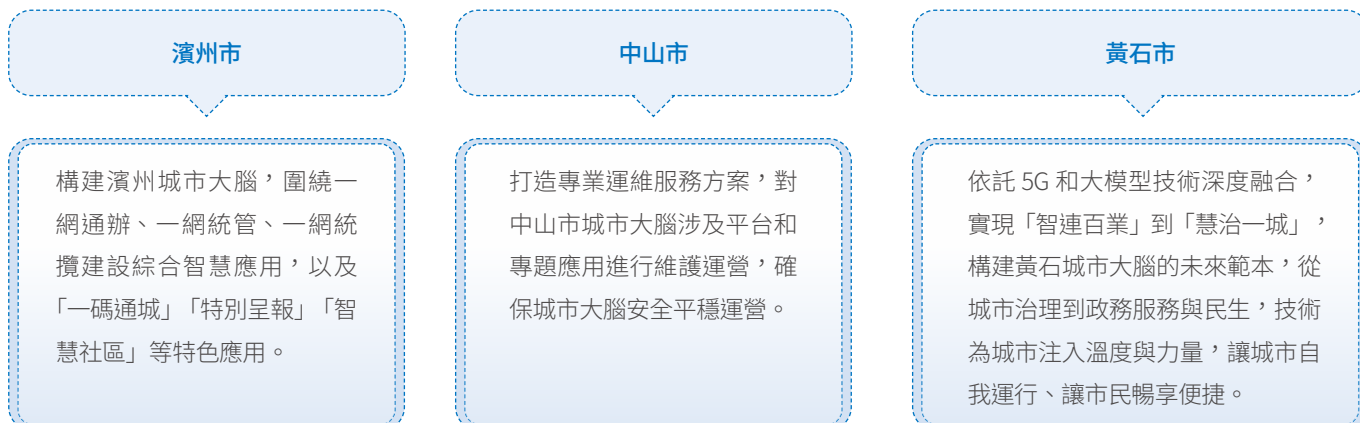 濱州市
構建濱州城市大腦，圍繞一
網通辦、一網統管、一網統
攬建設綜合智慧應用，以及
「一碼通城」「特別呈報」「智
慧社區」等特色應用。
中山市
打造專業運維服務方案，對
中山市城市大腦涉及平台和
專題應用進行維護運營，確
保城市大腦安全平穩運營。
黃石市
依託 5G 和大模型技術深度融合，
實現「智連百業」到「慧治一城」，
構建黃石城市大腦的未來範本，從
城市治理到政務服務與民生，技術
為城市注入溫度與力量，讓城市自
我運行、讓市民暢享便捷。